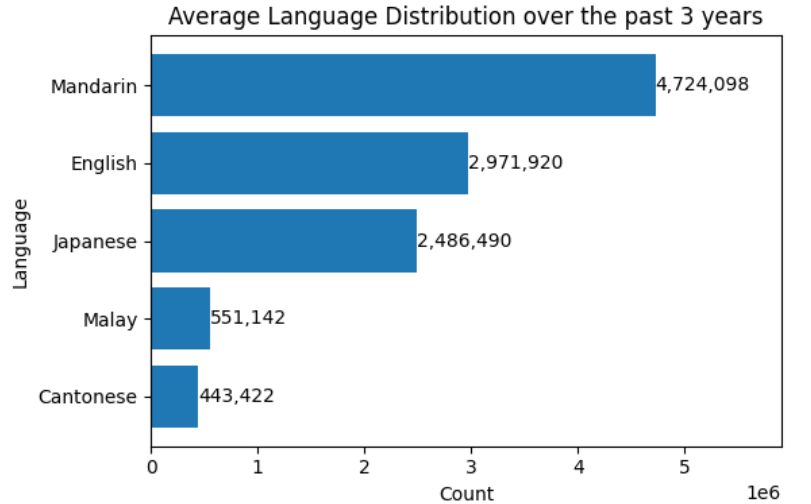 Average Language Distribution over the past 3 years
Language
Mandarin
4,724,098
English
2,971,920
Japanese
2,486,490
Malay
551,142
Cantonese
443,422
0 1 2 3 4 5
1e6
Count